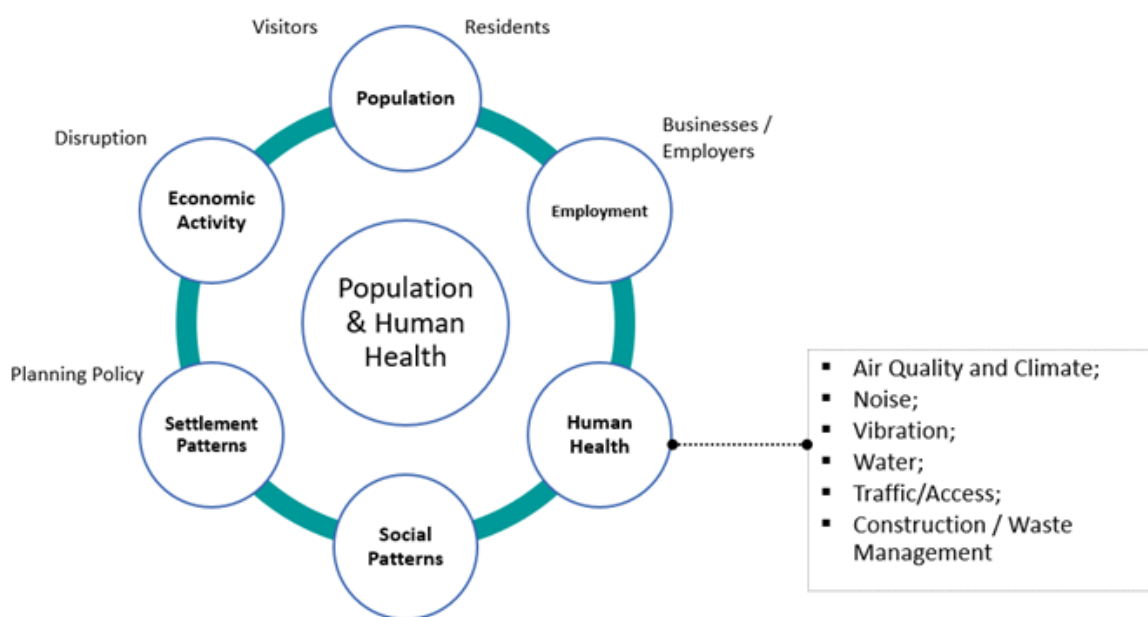 Visitors
Residents
Population
Disruption
Businesses /
Employers
Economic
Activity
Employment
Population
& Human
Health
Planning Policy
Settlement
Patterns
Human
Health
Social
Patterns
▪ Air Quality and Climate;
▪ Noise;
▪ Vibration;
▪ Water;
▪ Traffic/Access;
▪ Construction / Waste
Management